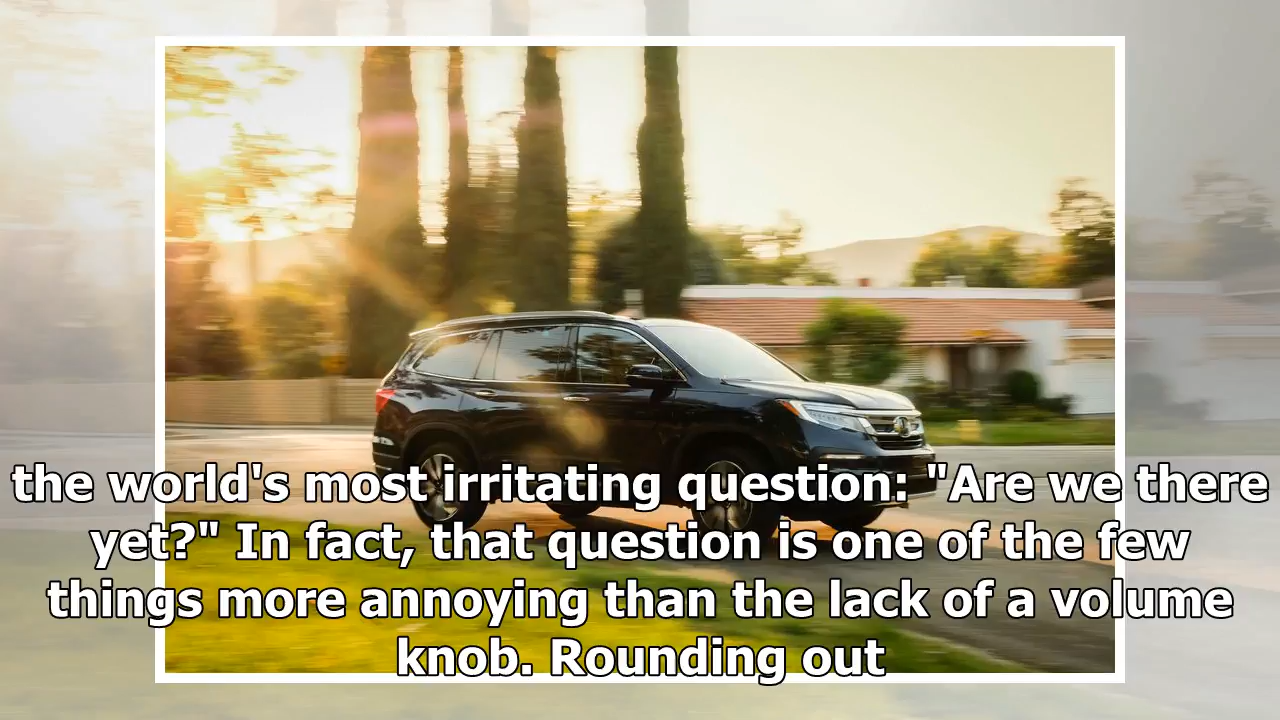 the world's most irritating question: "Are we there
yet?" In fact, that question is one of the few
things more annoying than the lack of a volume
knob. Rounding out